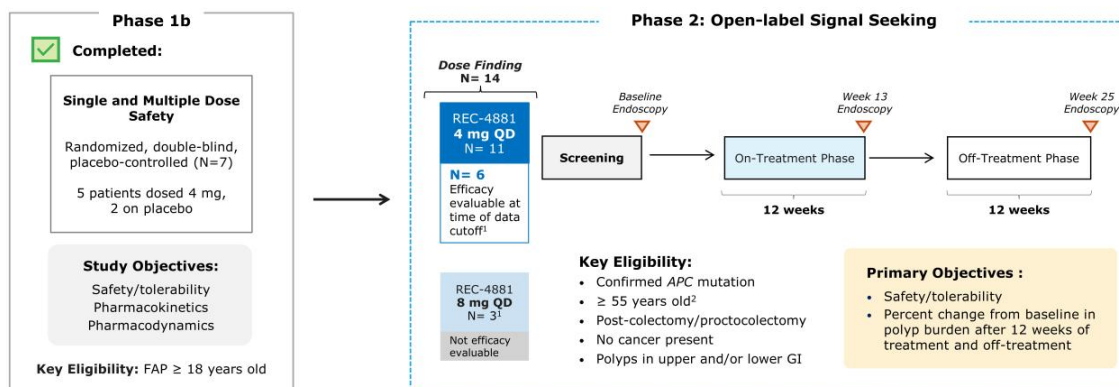 Phase 1b
Completed:
Single and Multiple Dose
Safety
Randomized, double-blind,
placebo-controlled (N=7)
5 patients dosed 4 mg,
2 on placebo
Study Objectives:
Safety/tolerability
Pharmacokinetics
Pharmacodynamics
Key Eligibility: FAP ≥ 18 years old
Phase 2: Open-label Signal Seeking
Dose Finding
N= 14
REC-4881
4 mg QD
N= 11
N= 6
Efficacy
evaluable at
time of data
cutoff1
REC-4881
8 mg QD
N= 31
Not efficacy
evaluable
Screening
Baseline
Endoscopy
On-Treatment Phase
12 weeks
Week 13
Endoscopy
Off-Treatment Phase
12 weeks
Week 25
Endoscopy
Key Eligibility:
• Confirmed APC mutation
• ≥ 55 years old2
• Post-colectomy/proctocolectomy
• No cancer present
• Polyps in upper and/or lower GI
Primary Objectives :
• Safety/tolerability
• Percent change from baseline in
polyp burden after 12 weeks of
treatment and off-treatment